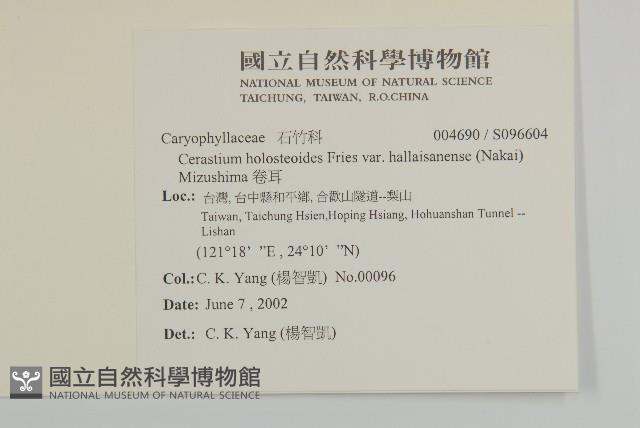 國立自然科學博物館
NATIONAL MUSEUM OF NATURAL SCIENCE
TAICHUNG, TAIWAN, R.O.CHINA
Caryophyllaceae 石竹科 004690 / S096604
Cerastium holosteoides Fries var. hallaisanense (Nakai)
Mizushima 卷耳
Loc.: 台灣, 台中縣和平鄉, 合歡山隧道--梨山
Taiwan, Taichung Hsien,Hoping Hsiang, Hohuanshan Tunnel --
Lishan
(121°18’ ”E , 24°10’ ”N)
Col.: C. K. Yang (楊智凱) No.00096
Date: June 7 , 2002
Det.: C. K. Yang (楊智凱)
國立自然科學博物館
NATIONAL MUSEUM OF NATURAL SCIENCE